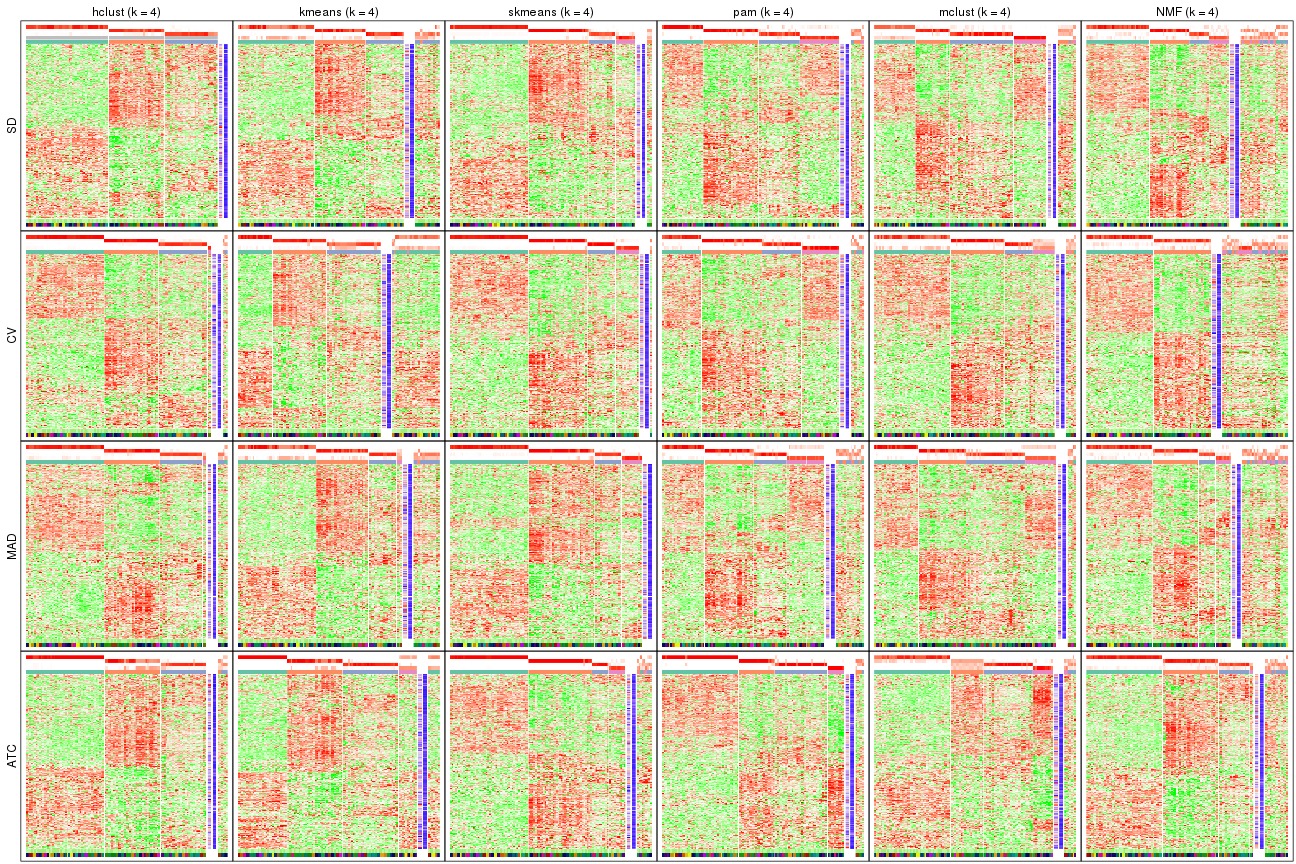 hclust (k = 4) kmeans (k = 4) skmeans (k = 4) pam (k = 4) mclust (k = 4) NMF (k = 4)
SD
CV
MAD
ATC